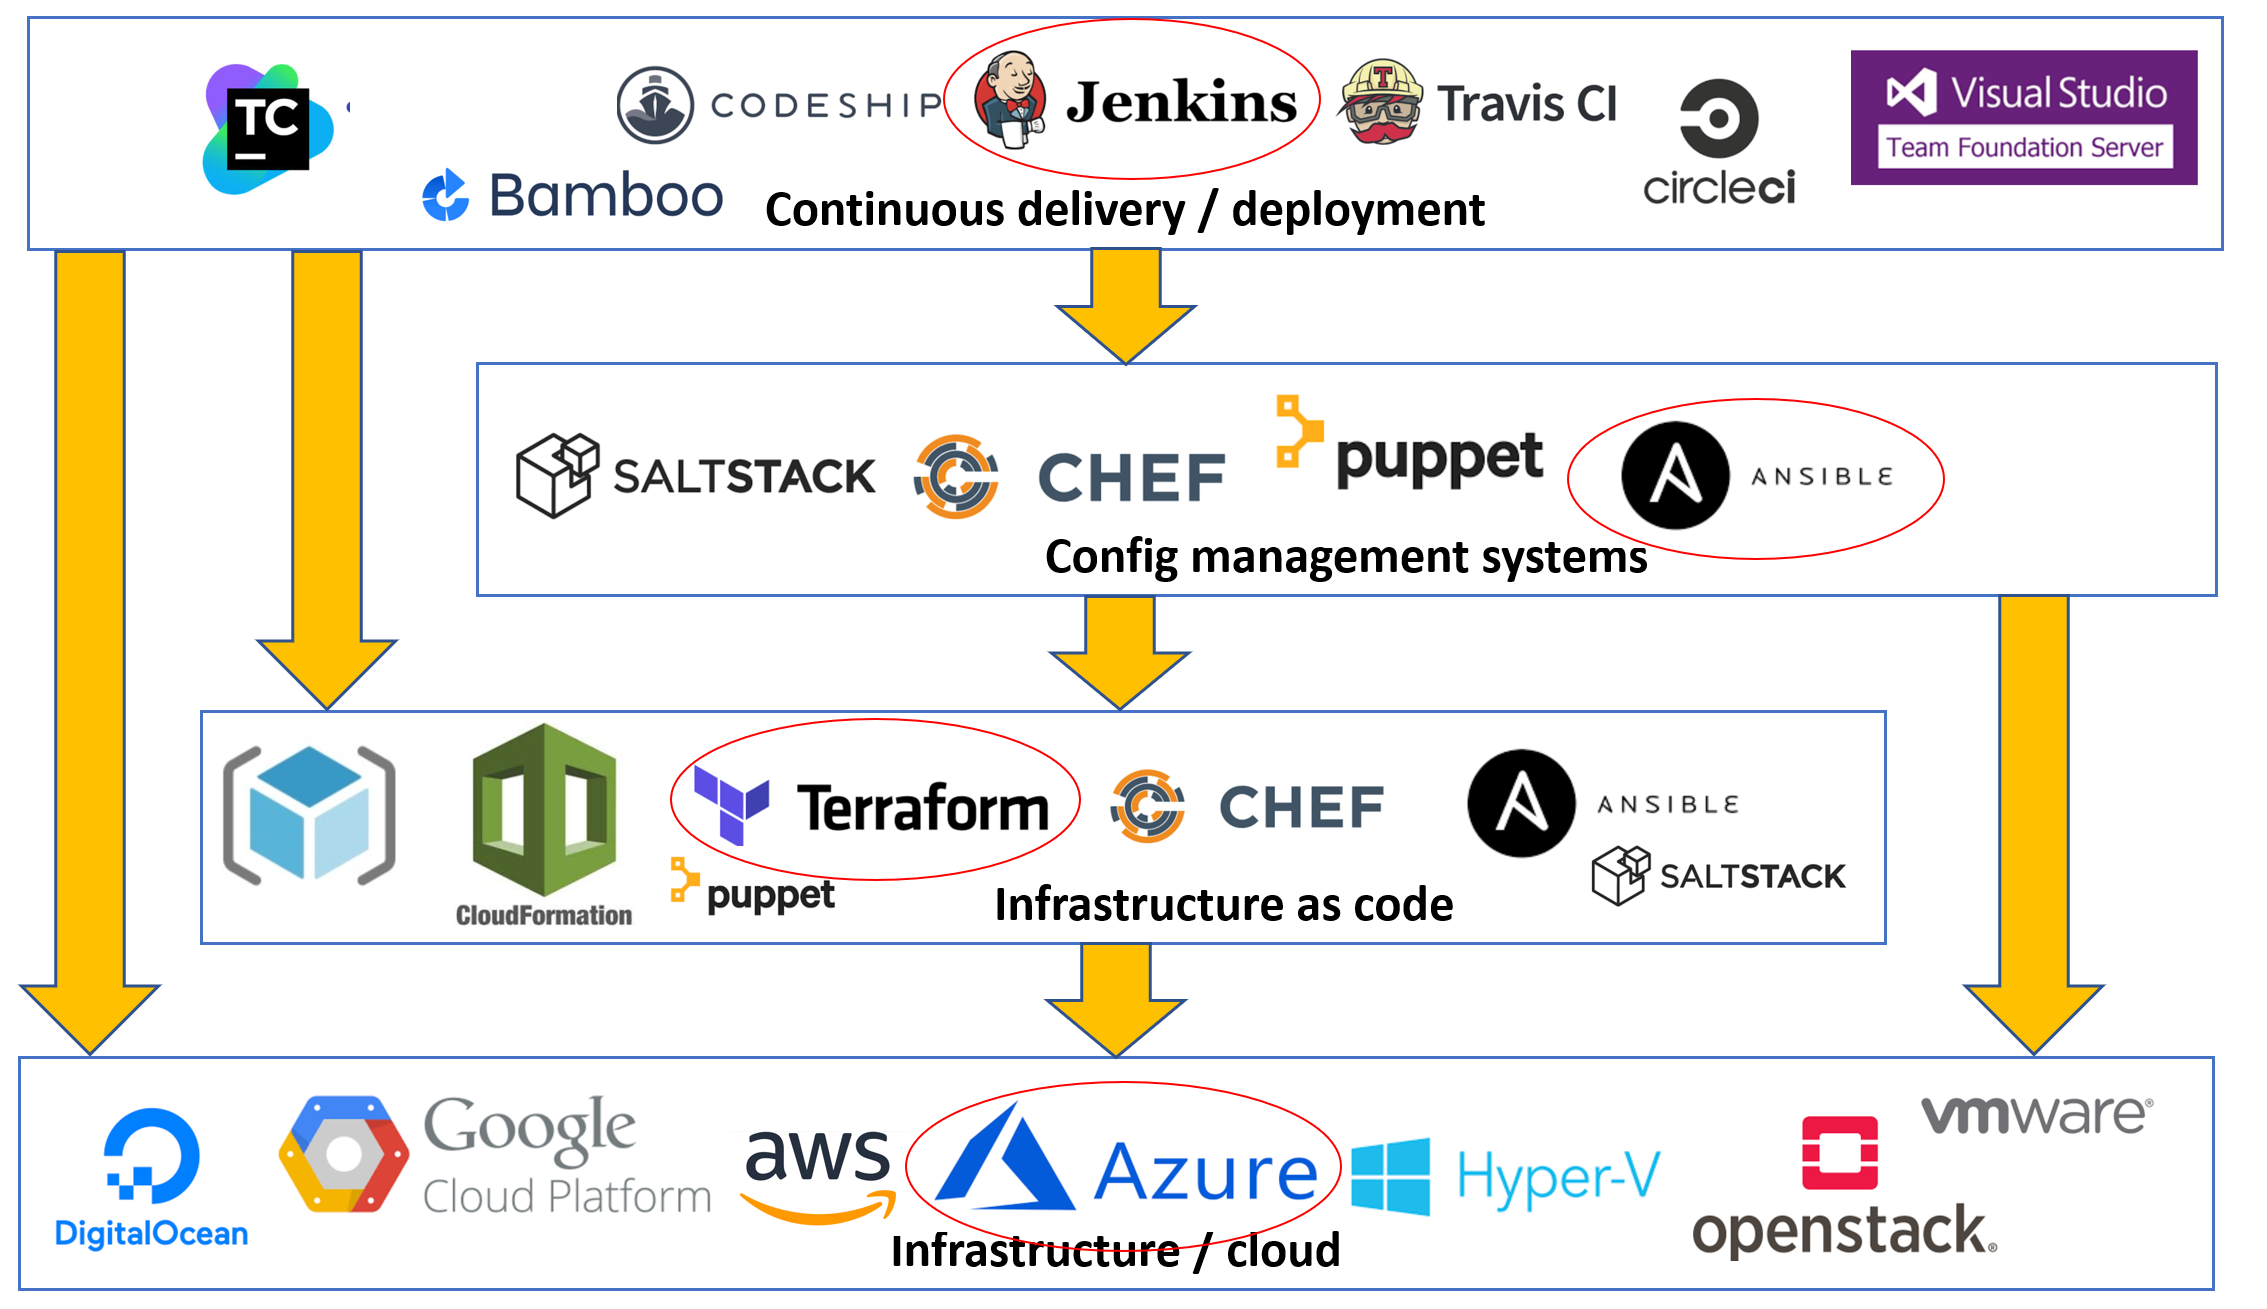 TC
CODESHIP
Jenkins
T
Travis CI
circleci
Visual Studio
Team Foundation Server
Bamboo
Continuous delivery / deployment
SALTSTACK
CHEF
puppet
A
ANSIBLE
Config management systems
CloudFormation
Terraform
puppet
CHEF
A
ANSIBLE
SALTSTACK
Infrastructure as code
DigitalOcean
Google
Cloud Platform
aws
Azure
Hyper-V
openstack®
vmware®
Infrastructure / cloud